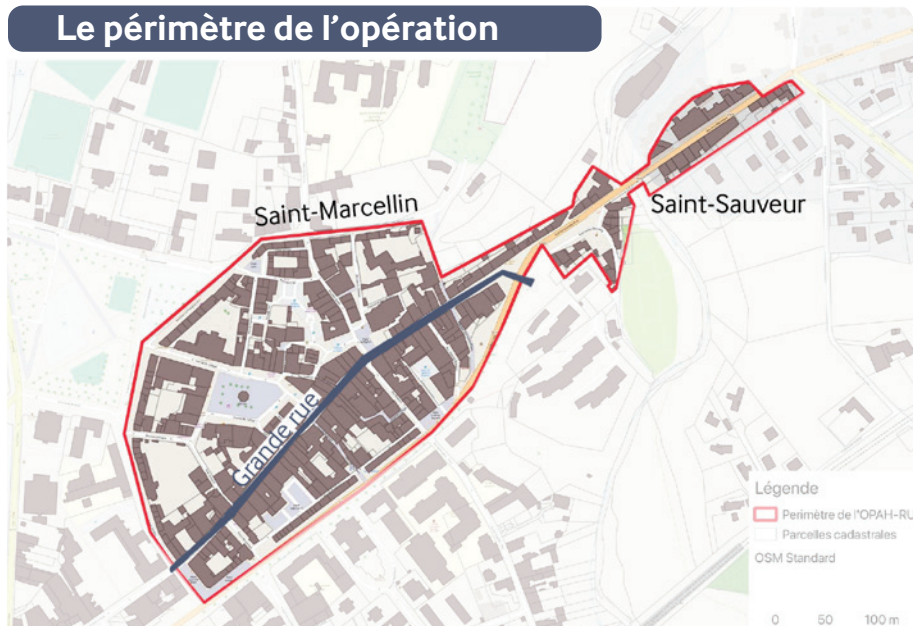 Le périmètre de l'opération
Saint-Marcellin
Saint-Sauveur
Grande rue
Légende
Perimètre de l'OPAH-RU
Parcelles cadastrales
OSM Standard
0 50 100 m